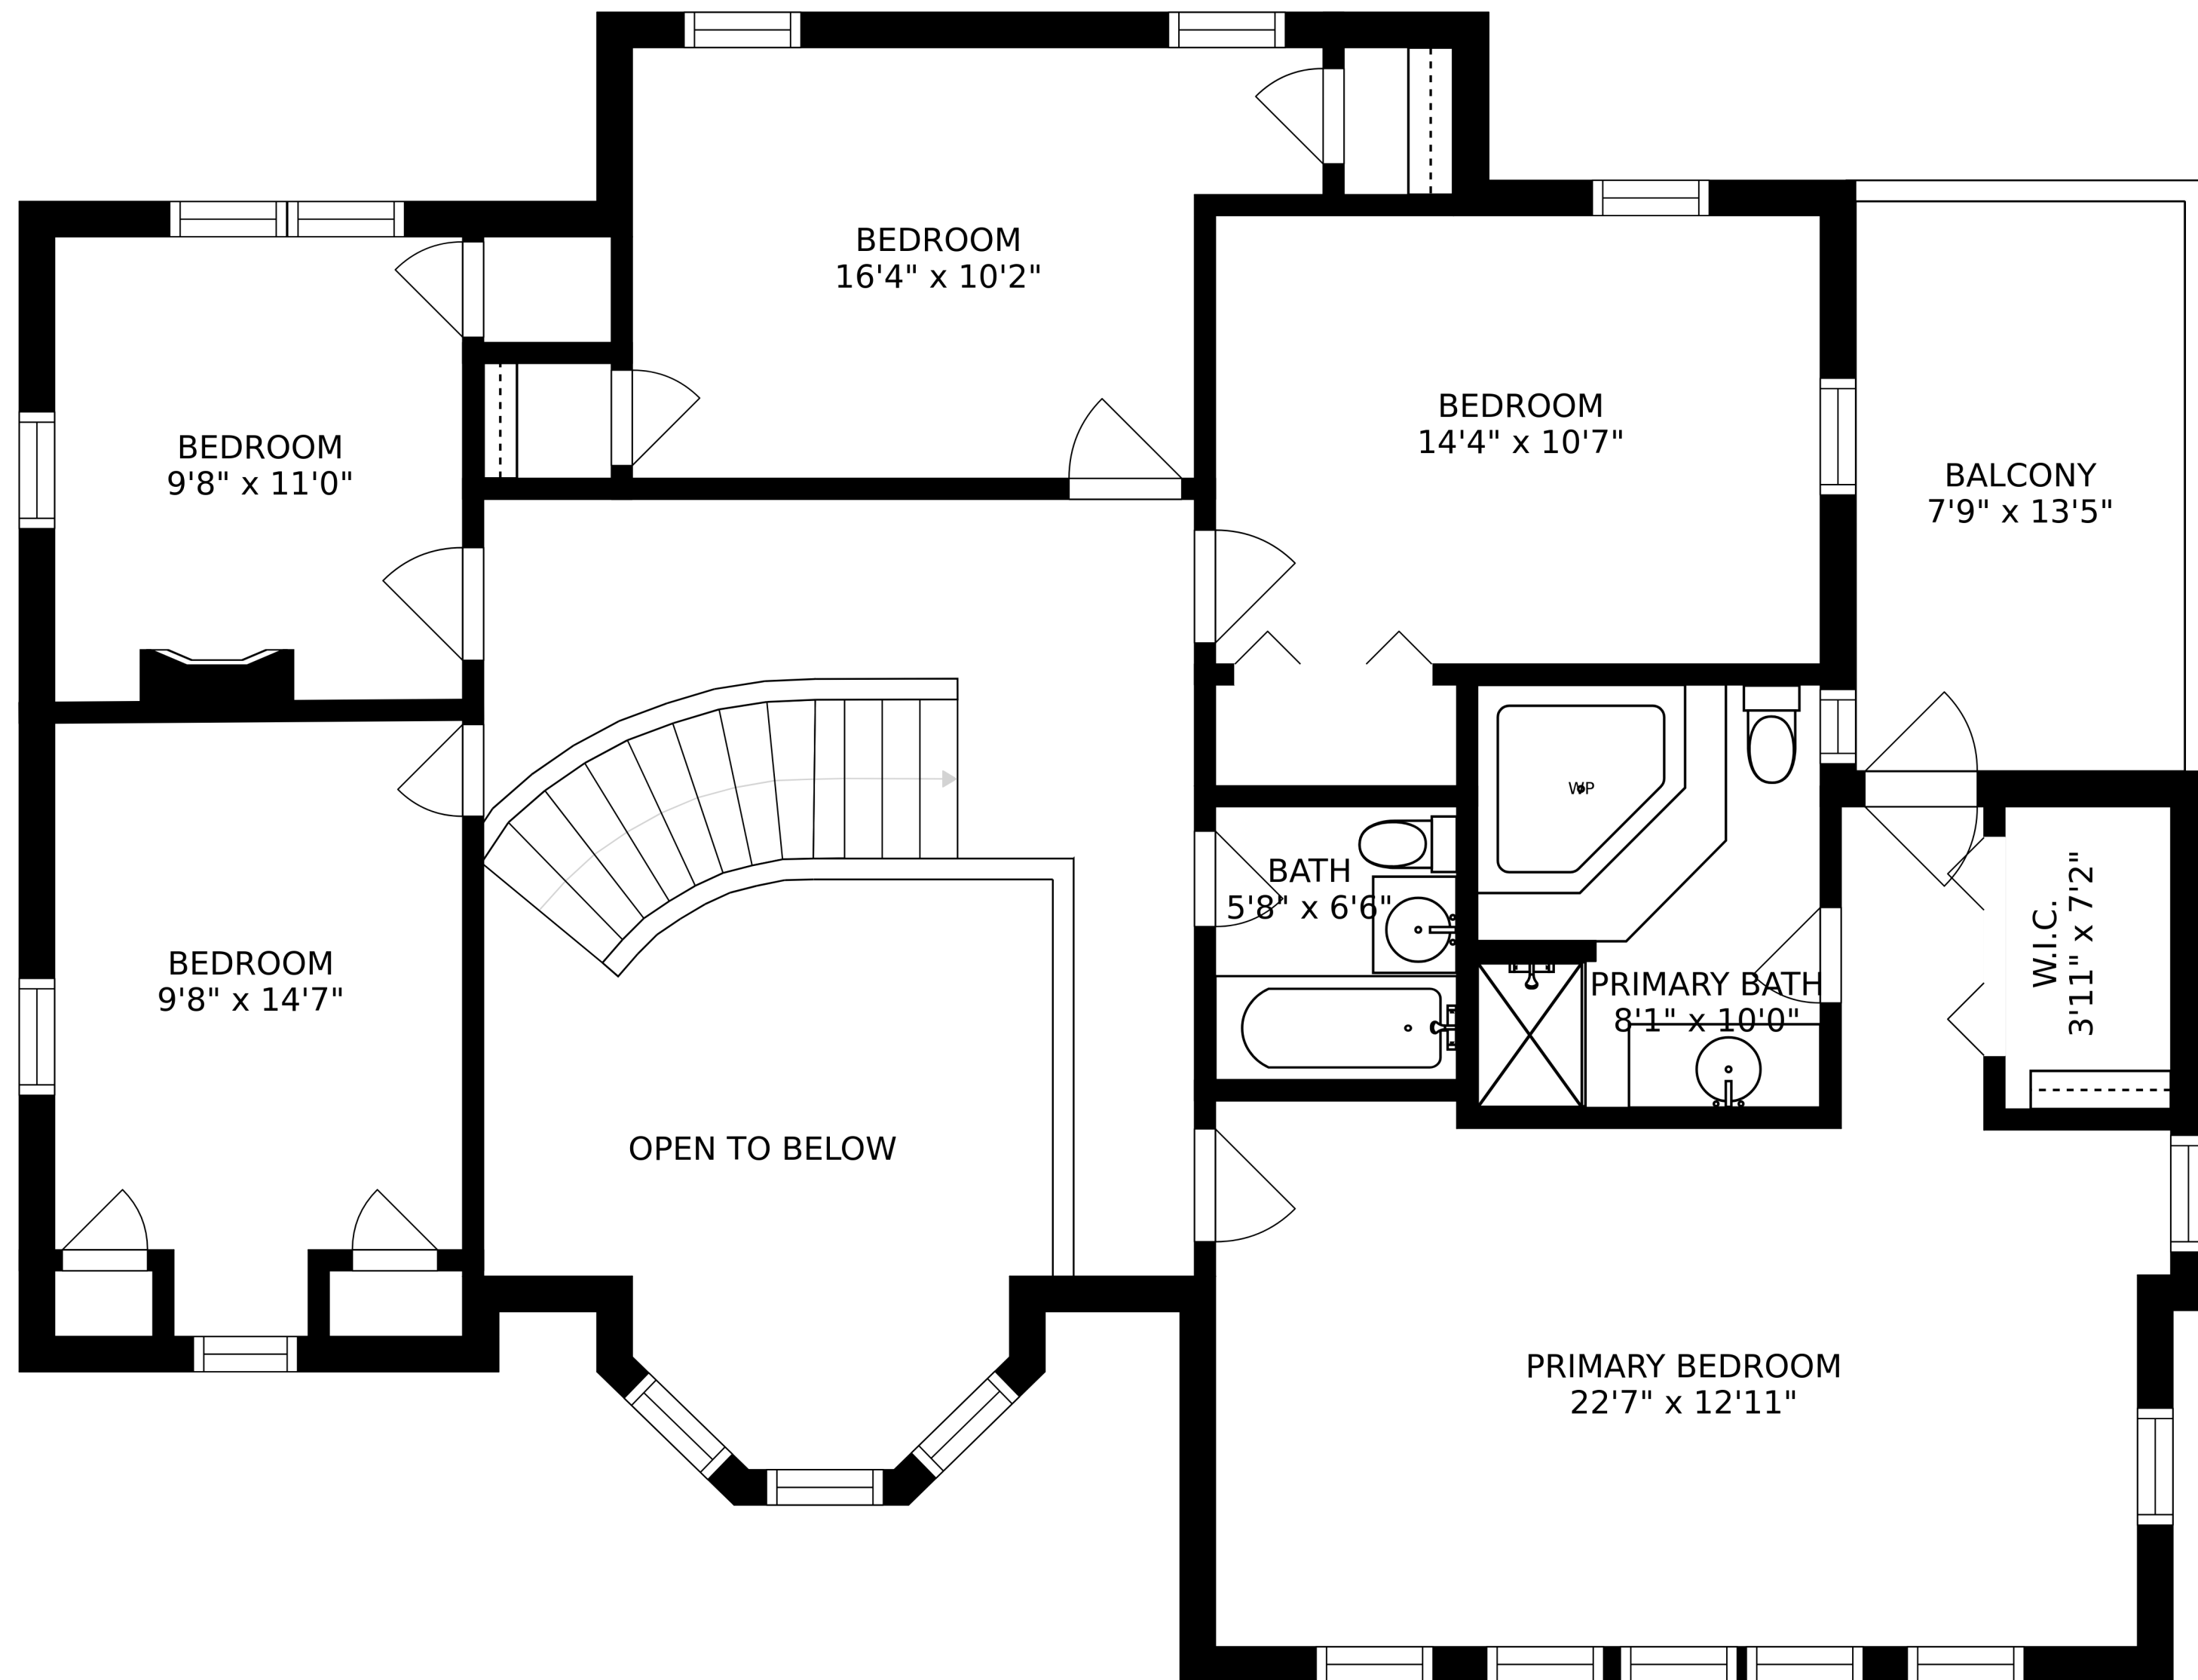 BEDROOM
16'4" x 10'2"
BEDROOM
14'4" x 10'7"
BEDROOM
9'8" x 11'0"
BALCONY
7'9" x 13'5"
WP
BATH
5'8" x 6'6"
W.I.C.
3'11" x 7'2"
BEDROOM
9'8" x 14'7"
PRIMARY BATH
8'1" x 10'0"
OPEN TO BELOW
PRIMARY BEDROOM
22'7" x 12'11"